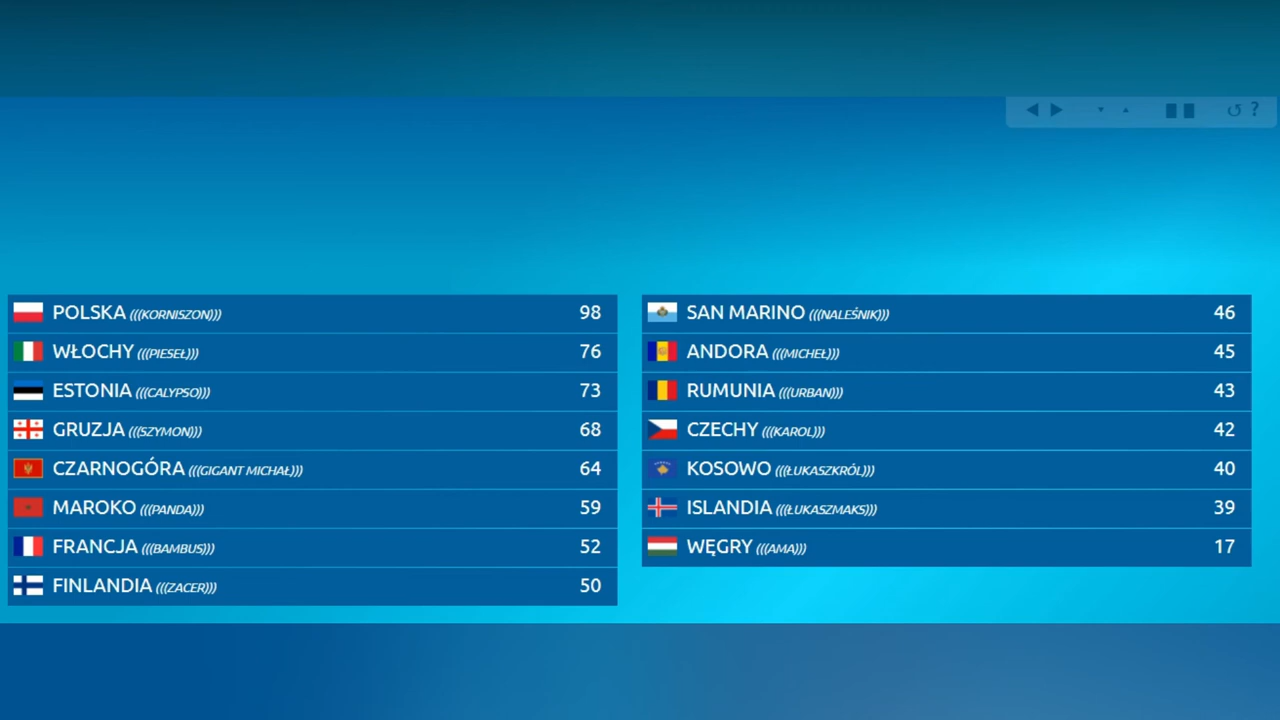 POLSKA (((KORNISZON))) 98
WŁOCHY (((PIESEŁ))) 76
ESTONIA (((CALYPSO))) 73
GRUZJA (((SZYMON))) 68
CZARNOGÓRA (((GIGANT MICHAŁ))) 64
MAROKO (((PANDA))) 59
FRANCJA (((BAMBUS))) 52
FINLANDIA (((ZACER))) 50
SAN MARINO (((NALEŚNIK))) 46
ANDORA (((MICHEŁ))) 45
RUMUNIA (((URBAN))) 43
CZECHY (((KAROL))) 42
KOSOWO (((ŁUKASZKRÓL))) 40
ISLANDIA (((ŁUKASZMAKS))) 39
WĘGRY (((AMA))) 17